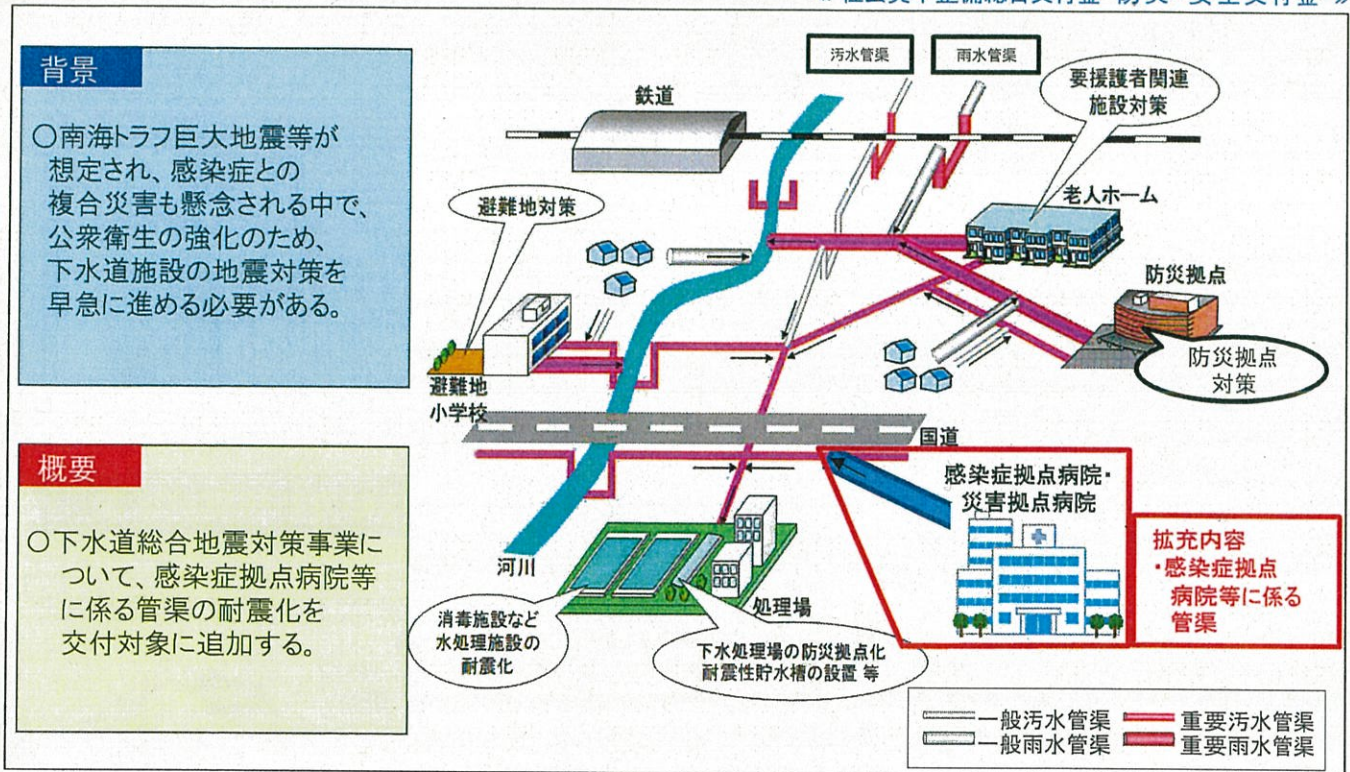 背景
○南海トラフ巨大地震等が
想定され、感染症との
複合災害も懸念される中で、
公衆衛生の強化のため、
下水道施設の地震対策を
早急に進める必要がある。
概要
○下水道総合地震対策事業に
ついて、感染症拠点病院等
に係る管渠の耐震化を
交付対象に追加する。
汚水管渠
雨水管渠
鉄道
要援護者関連
施設対策
老人ホーム
避難地対策
防災拠点
防災拠点
対策
避難地
小学校
国道
感染症拠点病院・
災害拠点病院
拡充内容
・感染症拠点
病院等に係る
管渠
河川
処理場
消毒施設など
水処理施設の
耐震化
下水処理場の防災拠点化
耐震性貯水槽の設置 等
一般汚水管渠
重要汚水管渠
一般雨水管渠
重要雨水管渠